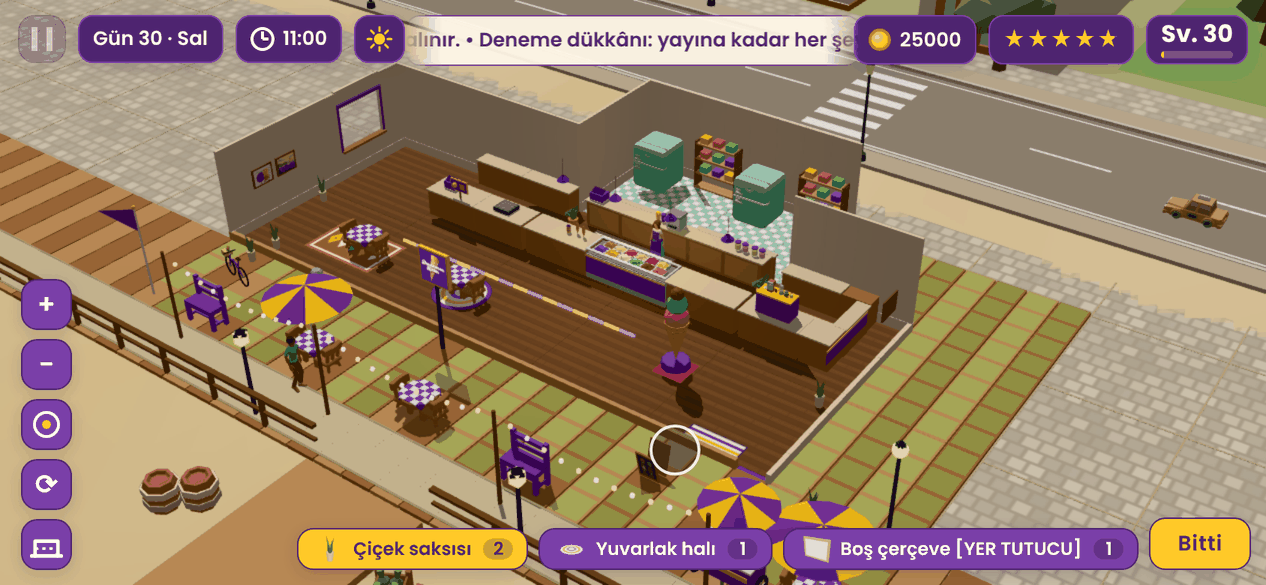 Gün 30 · Sal
11:00
alınır. • Deneme dükkânı: yayına kadar her şe
25000
Sv. 30
Çiçek saksısı 2
Yuvarlak halı 1
Boş çerçeve [YER TUTUCU] 1
Bitti